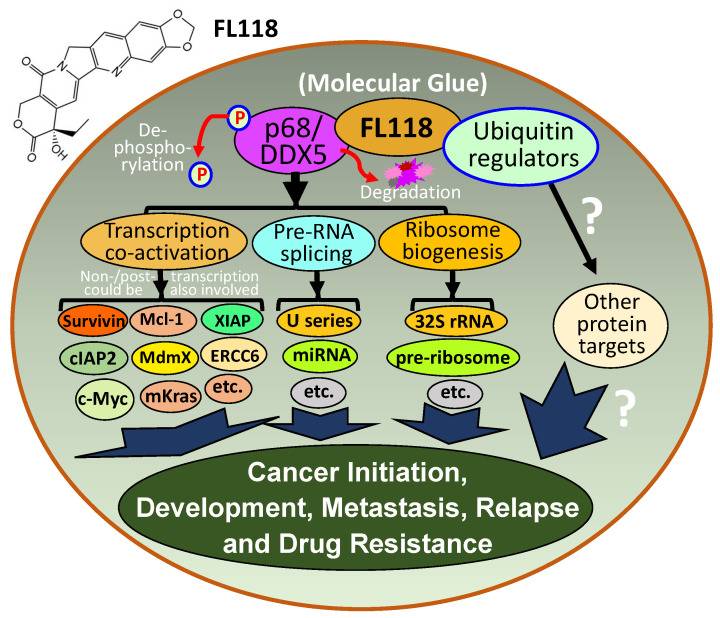 FL118
O
O
N
N
O
O
O
OH
(Molecular Glue)
P
De-
phospho-
rylation
P
p68/
DDX5
FL118
Ubiquitin
regulators
Degradation
?
Transcription
co-activation
Pre-RNA
splicing
Ribosome
biogenesis
Non-/post- transcription
could be also involved
Other
protein
targets
Survivin Mcl-1 XIAP
U series
32S rRNA
cIAP2 MdmX ERCC6
miRNA
pre-ribosome
c-Myc mKras etc.
etc.
etc.
?
Cancer Initiation,
Development, Metastasis, Relapse
and Drug Resistance